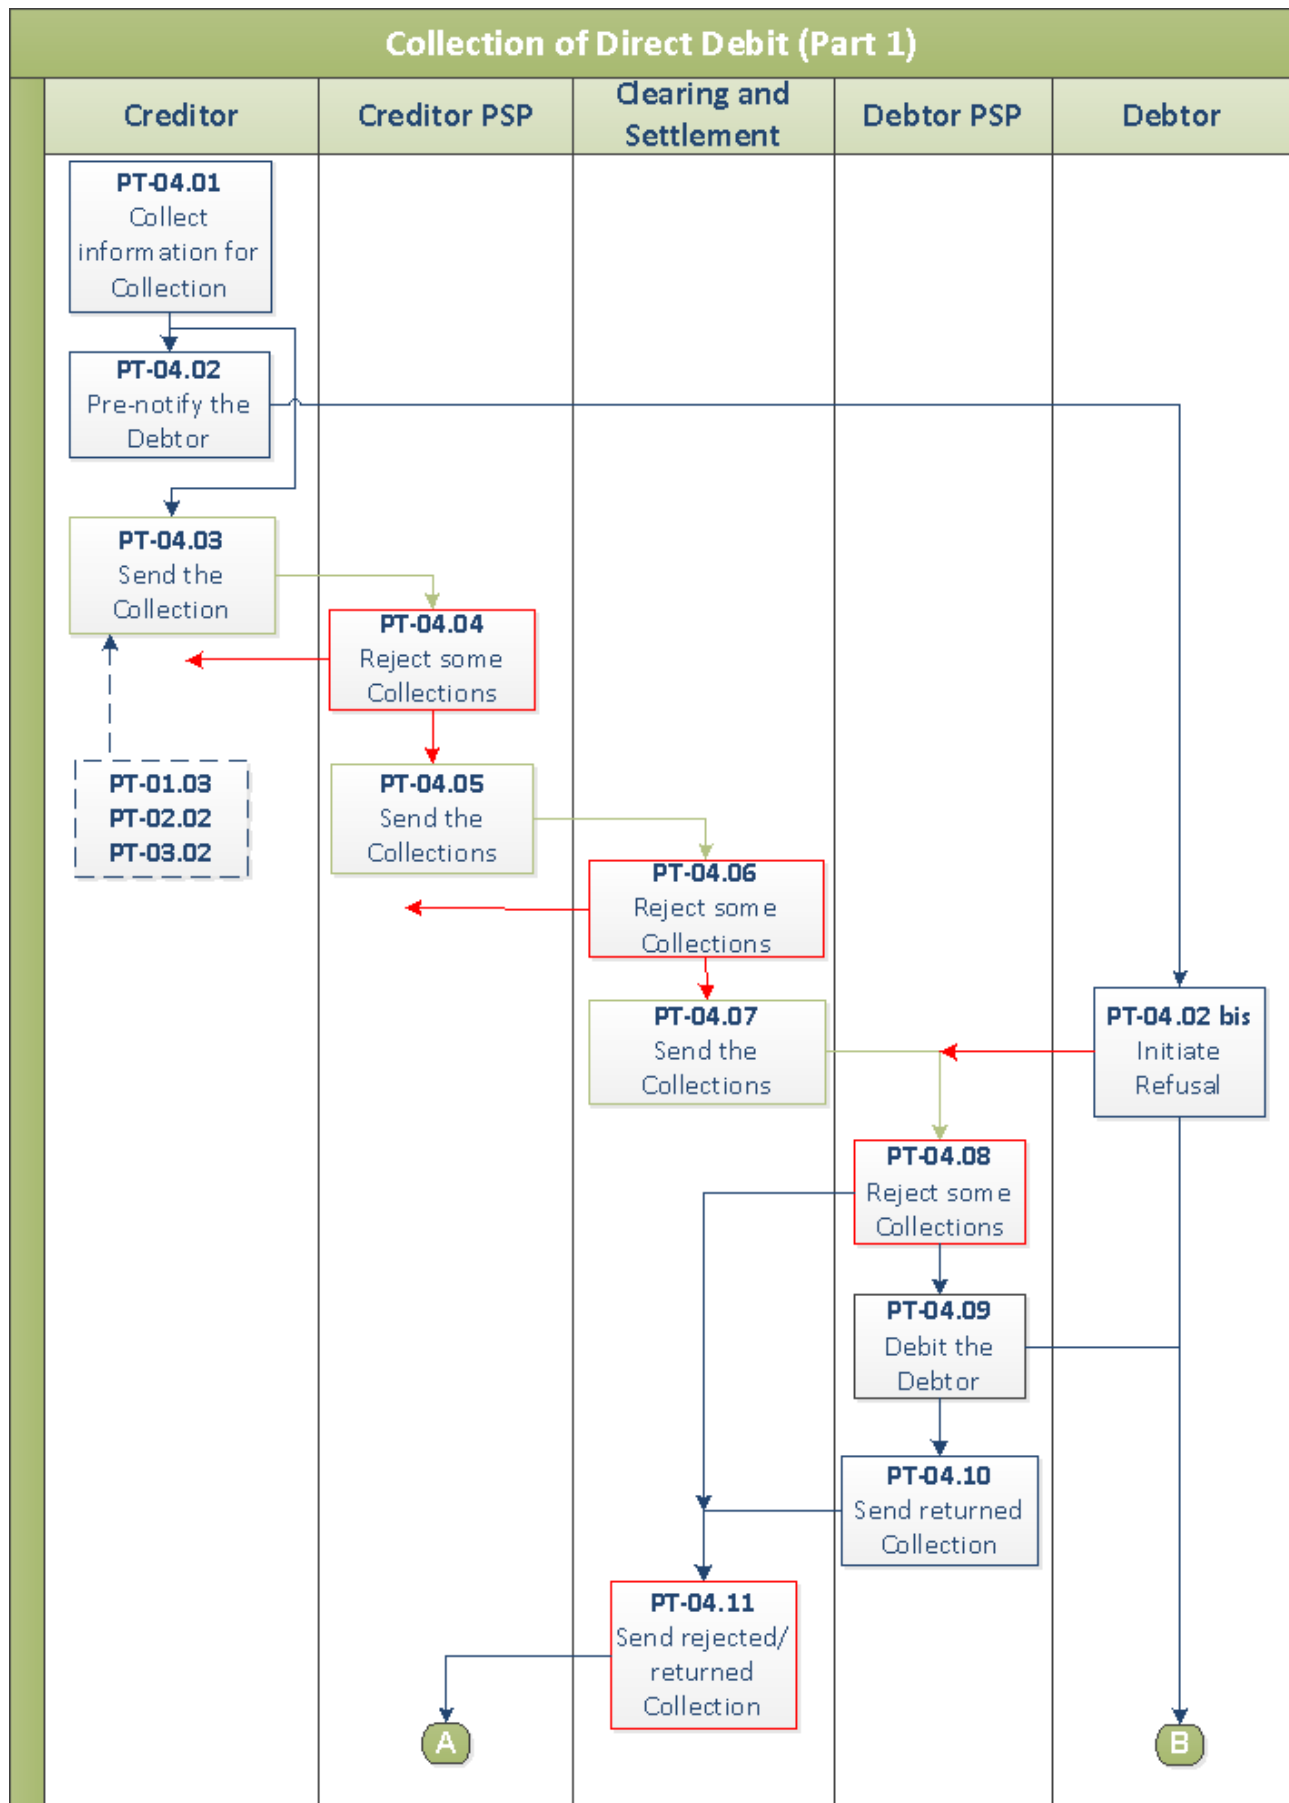 Collection of Direct Debit (Part 1)
Creditor
Creditor PSP
Clearing and
Settlement
Debtor PSP
Debtor
PT-04.01
Collect
information for
Collection
PT-04.02
Pre-notify the
Debtor
PT-04.03
Send the
Collection
PT-04.04
Reject some
Collections
PT-01.03
PT-02.02
PT-03.02
PT-04.05
Send the
Collections
PT-04.06
Reject some
Collections
PT-04.07
Send the
Collections
PT-04.02 bis
Initiate
Refusal
PT-04.08
Reject some
Collections
PT-04.09
Debit the
Debtor
PT-04.10
Send returned
Collection
PT-04.11
Send rejected/
returned
Collection
A
B